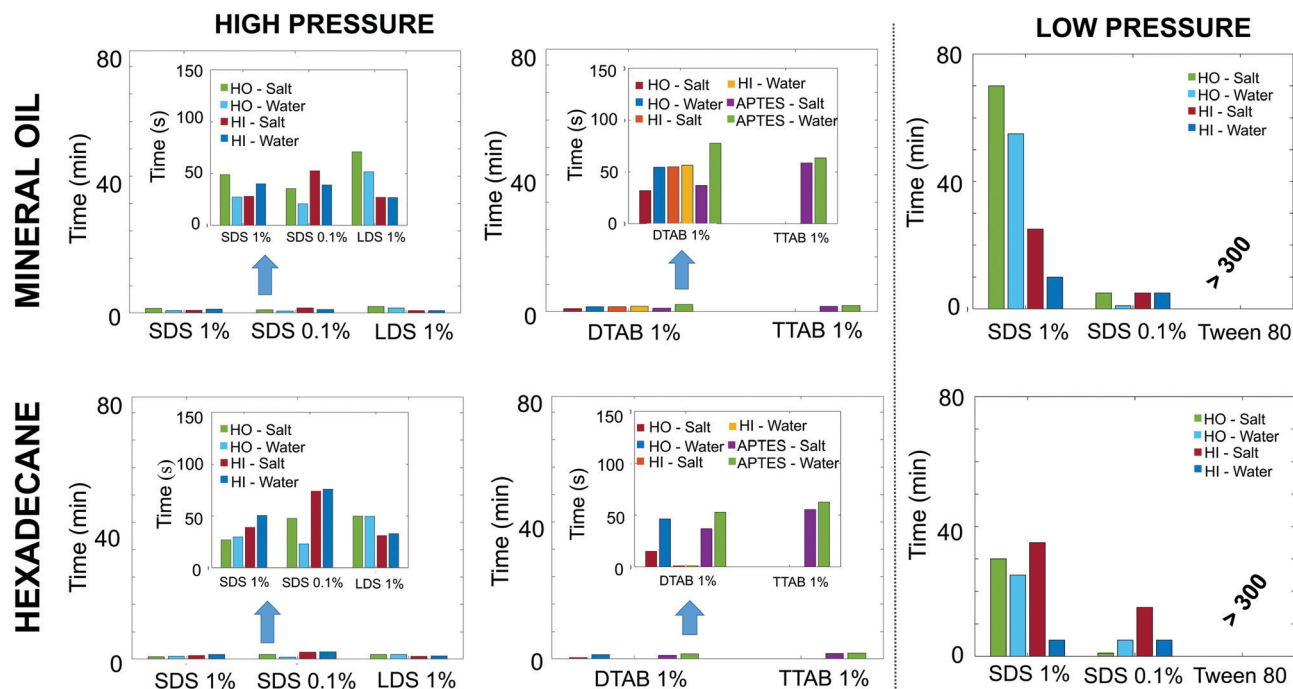 HIGH PRESSURE
LOW PRESSURE
MINERAL OIL
80
40
0
Time (min)
150
100
50
0
Time (s)
HO - Salt
HO - Water
HI - Salt
HI - Water
SDS 1%
SDS 0.1%
LDS 1%
SDS 1%
SDS 0.1%
LDS 1%
80
40
0
Time (min)
150
100
50
0
Time (s)
HO - Salt
HO - Water
HI - Salt
HI - Water
APTES - Salt
APTES - Water
DTAB 1%
TTAB 1%
DTAB 1%
TTAB 1%
80
40
0
Time (min)
HO - Salt
HO - Water
HI - Salt
HI - Water
> 300
SDS 1%
SDS 0.1%
Tween 80
HEXADECANE
80
40
0
Time (min)
150
100
50
0
Time (s)
HO - Salt
HO - Water
HI - Salt
HI - Water
SDS 1%
SDS 0.1%
LDS 1%
SDS 1%
SDS 0.1%
LDS 1%
80
40
0
Time (min)
150
100
50
0
Time (s)
HO - Salt
HO - Water
HI - Salt
HI - Water
APTES - Salt
APTES - Water
DTAB 1%
TTAB 1%
DTAB 1%
TTAB 1%
80
40
0
Time (min)
HO - Salt
HO - Water
HI - Salt
HI - Water
> 300
SDS 1%
SDS 0.1%
Tween 80